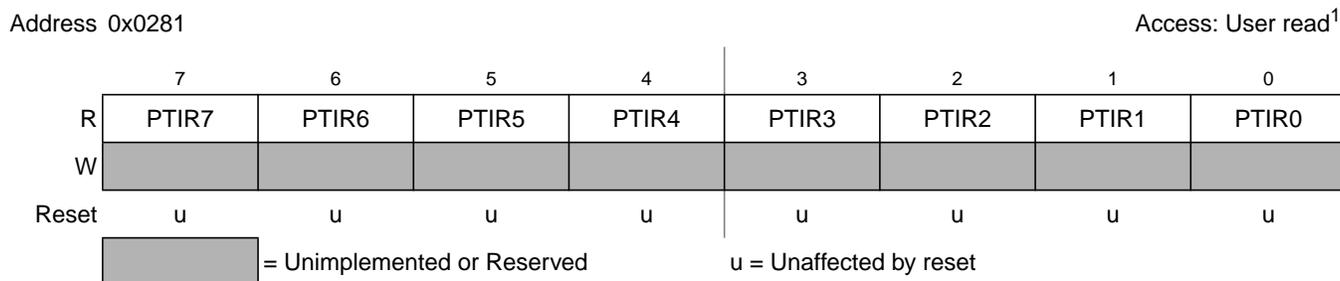 Address 0x0281 Access: User read1
7 6 5 4 3 2 1 0
R PTIR7 PTIR6 PTIR5 PTIR4 PTIR3 PTIR2 PTIR1 PTIR0
W
Reset u u u u u u u u
= Unimplemented or Reserved u = Unaffected by reset